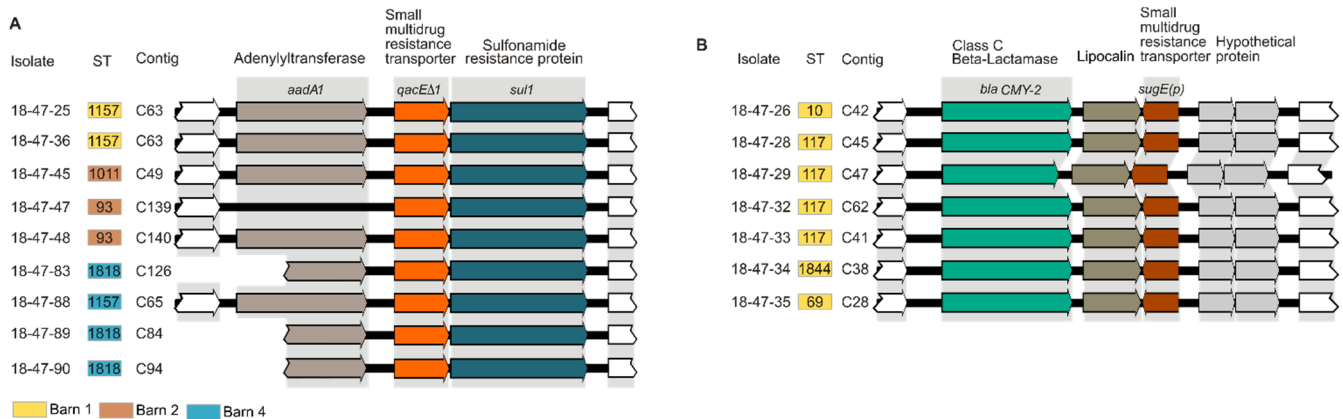 A
Isolate ST Contig Adenylyltransferase Small multidrug resistance transporter Sulfonamide resistance protein
aadA1 qacEΔ1 sul1
18-47-25 1157 C63
18-47-36 1157 C63
18-47-45 1011 C49
18-47-47 93 C139
18-47-48 93 C140
18-47-83 1818 C126
18-47-88 1157 C65
18-47-89 1818 C84
18-47-90 1818 C94
Barn 1 Barn 2 Barn 4
B
Isolate ST Contig Class C Beta-Lactamase Lipocalin Small multidrug resistance transporter Hypothetical protein
bla CMY-2 sugE(p)
18-47-26 10 C42
18-47-28 117 C45
18-47-29 117 C47
18-47-32 117 C62
18-47-33 117 C41
18-47-34 1844 C38
18-47-35 69 C28